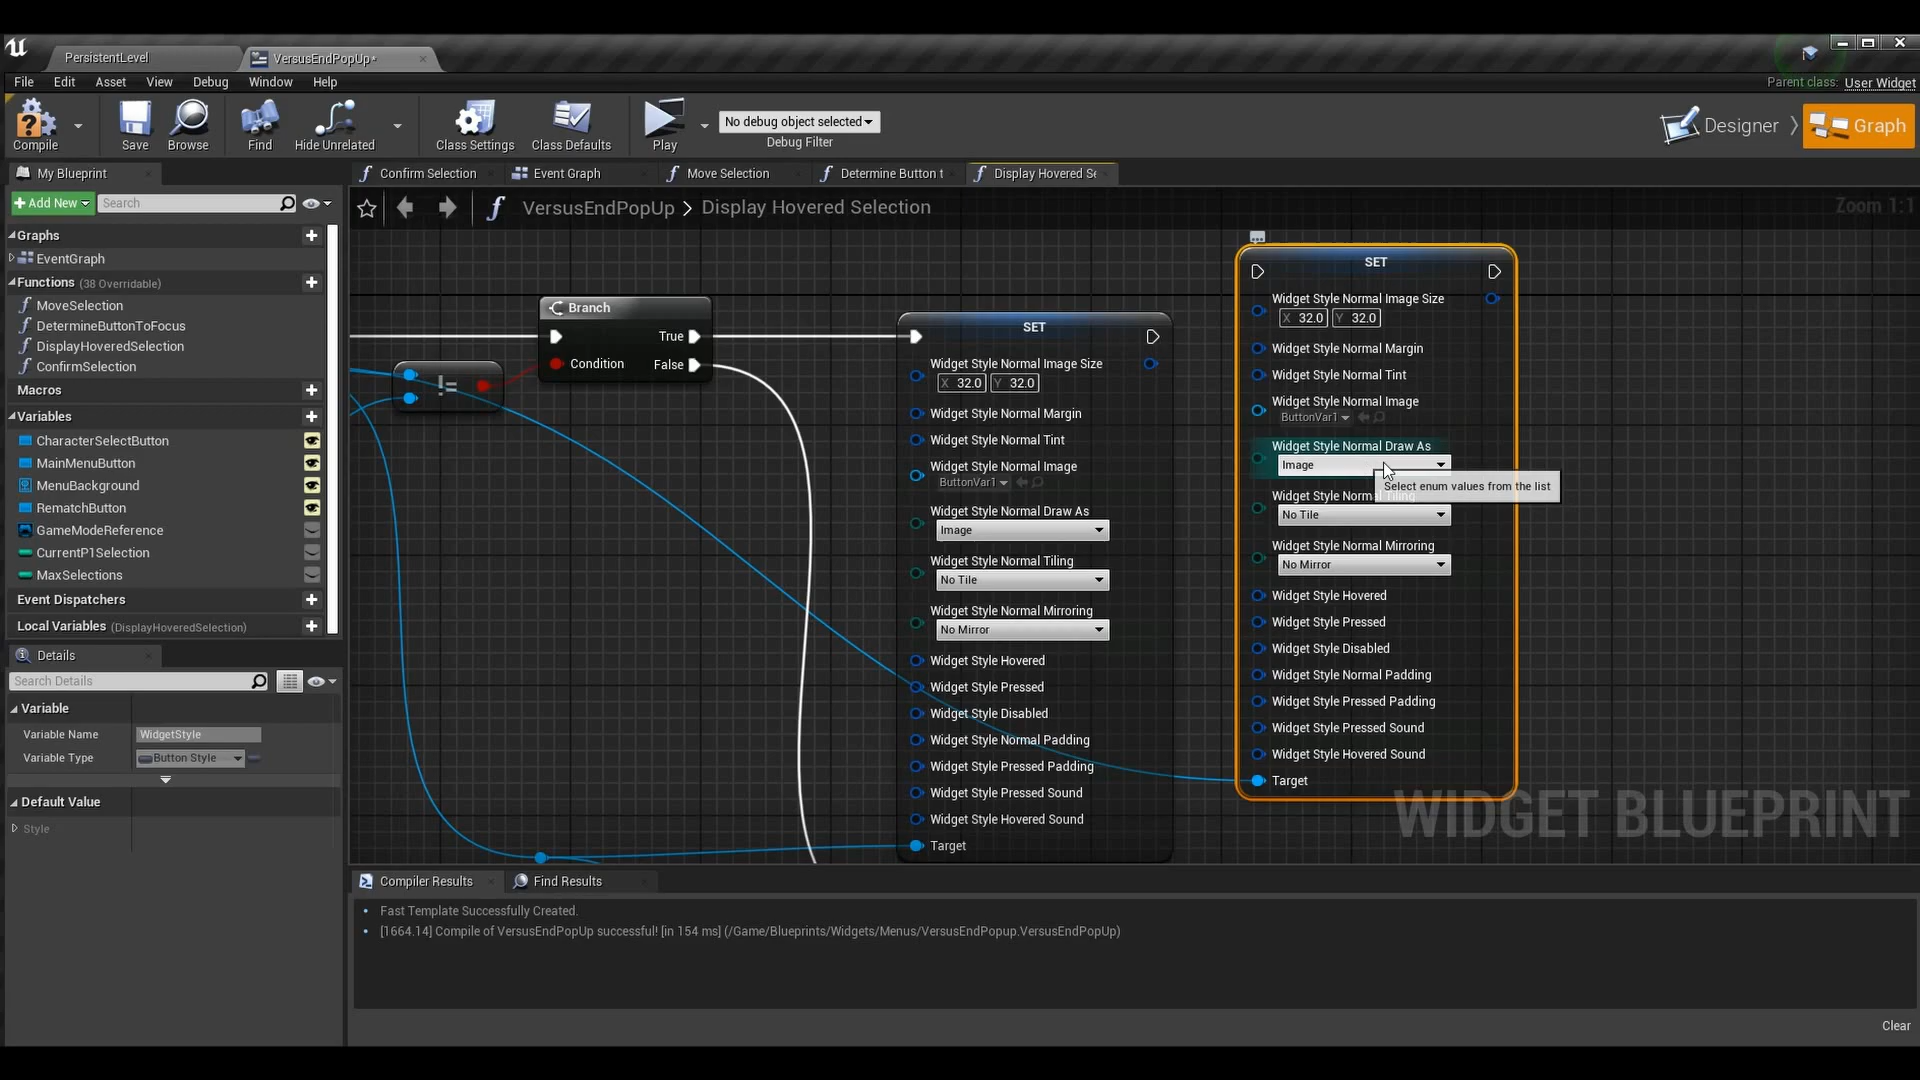 PersistentLevel
VersusEndPopUp*
File Edit Asset View Debug Window Help
Parent class: User Widget
Compile
Save
Browse
Find
Hide Unrelated
Class Settings
Class Defaults
Play
No debug object selected
Debug Filter
Designer
Graph
My Blueprint
Confirm Selection
Event Graph
Move Selection
Determine Button t
Display Hovered Se
Add New
Search
VersusEndPopUp > Display Hovered Selection
Zoom 1:1
Graphs
EventGraph
Functions (38 Overridable)
MoveSelection
DetermineButtonToFocus
DisplayHoveredSelection
ConfirmSelection
Macros
Variables
CharacterSelectButton
MainMenuButton
MenuBackground
RematchButton
GameModeReference
CurrentP1Selection
MaxSelections
Event Dispatchers
Local Variables (DisplayHoveredSelection)
Details
Search Details
Variable
Variable Name WidgetStyle
Variable Type Button Style
Default Value
Style
!=
Branch
True
Condition
False
SET
Widget Style Normal Image Size
X 32.0 Y 32.0
Widget Style Normal Margin
Widget Style Normal Tint
Widget Style Normal Image
ButtonVar1
Widget Style Normal Draw As
Image
Widget Style Normal Tiling
No Tile
Widget Style Normal Mirroring
No Mirror
Widget Style Hovered
Widget Style Pressed
Widget Style Disabled
Widget Style Normal Padding
Widget Style Pressed Padding
Widget Style Pressed Sound
Widget Style Hovered Sound
Target
SET
Widget Style Normal Image Size
X 32.0 Y 32.0
Widget Style Normal Margin
Widget Style Normal Tint
Widget Style Normal Image
ButtonVar1
Widget Style Normal Draw As
Image
Select enum values from the list
Widget Style Normal Tiling
No Tile
Widget Style Normal Mirroring
No Mirror
Widget Style Hovered
Widget Style Pressed
Widget Style Disabled
Widget Style Normal Padding
Widget Style Pressed Padding
Widget Style Pressed Sound
Widget Style Hovered Sound
Target
WIDGET BLUEPRINT
Compiler Results
Find Results
Fast Template Successfully Created.
[1664.14] Compile of VersusEndPopUp successful! [in 154 ms] (/Game/Blueprints/Widgets/Menus/VersusEndPopup.VersusEndPopUp)
Clear